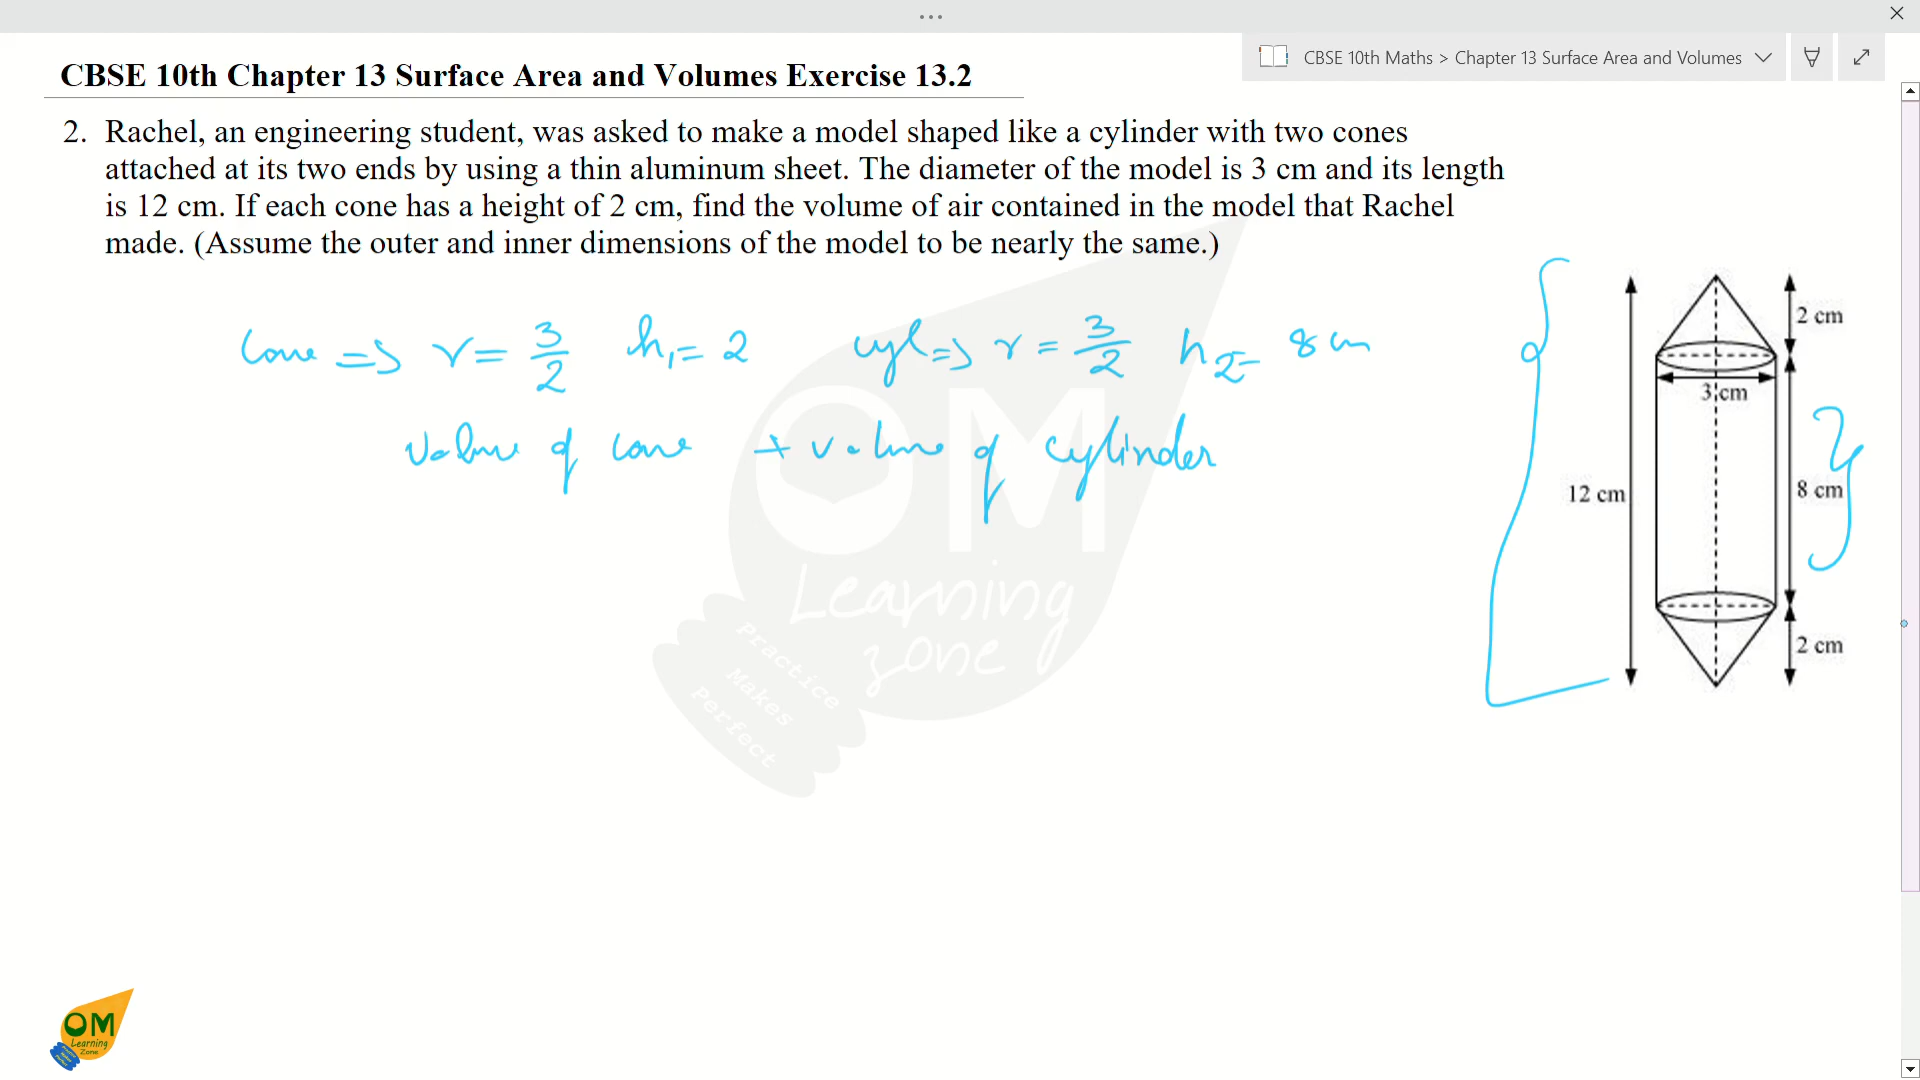 CBSE 10th Maths > Chapter 13 Surface Area and Volumes
CBSE 10th Chapter 13 Surface Area and Volumes Exercise 13.2
2. Rachel, an engineering student, was asked to make a model shaped like a cylinder with two cones
attached at its two ends by using a thin aluminum sheet. The diameter of the model is 3 cm and its length
is 12 cm. If each cone has a height of 2 cm, find the volume of air contained in the model that Rachel
made. (Assume the outer and inner dimensions of the model to be nearly the same.)
Cone => r = 3/2 h₁ = 2 cyl => r = 3/2 h₂ = 8 cm
of cone + of cylinder
2 cm
3 cm
12 cm
8 cm
2 cm
OM
Learning
zone
Practice
Makes
Perfect
OM
Learning
Zone